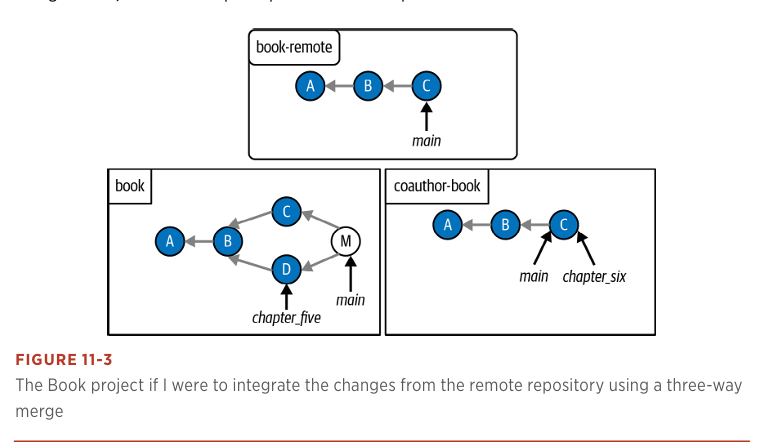 book-remote
A
B
C
main
book
A
B
C
D
M
chapter_five
main
coauthor-book
A
B
C
main
chapter_six
FIGURE 11-3
The Book project if I were to integrate the changes from the remote repository using a three-way
merge